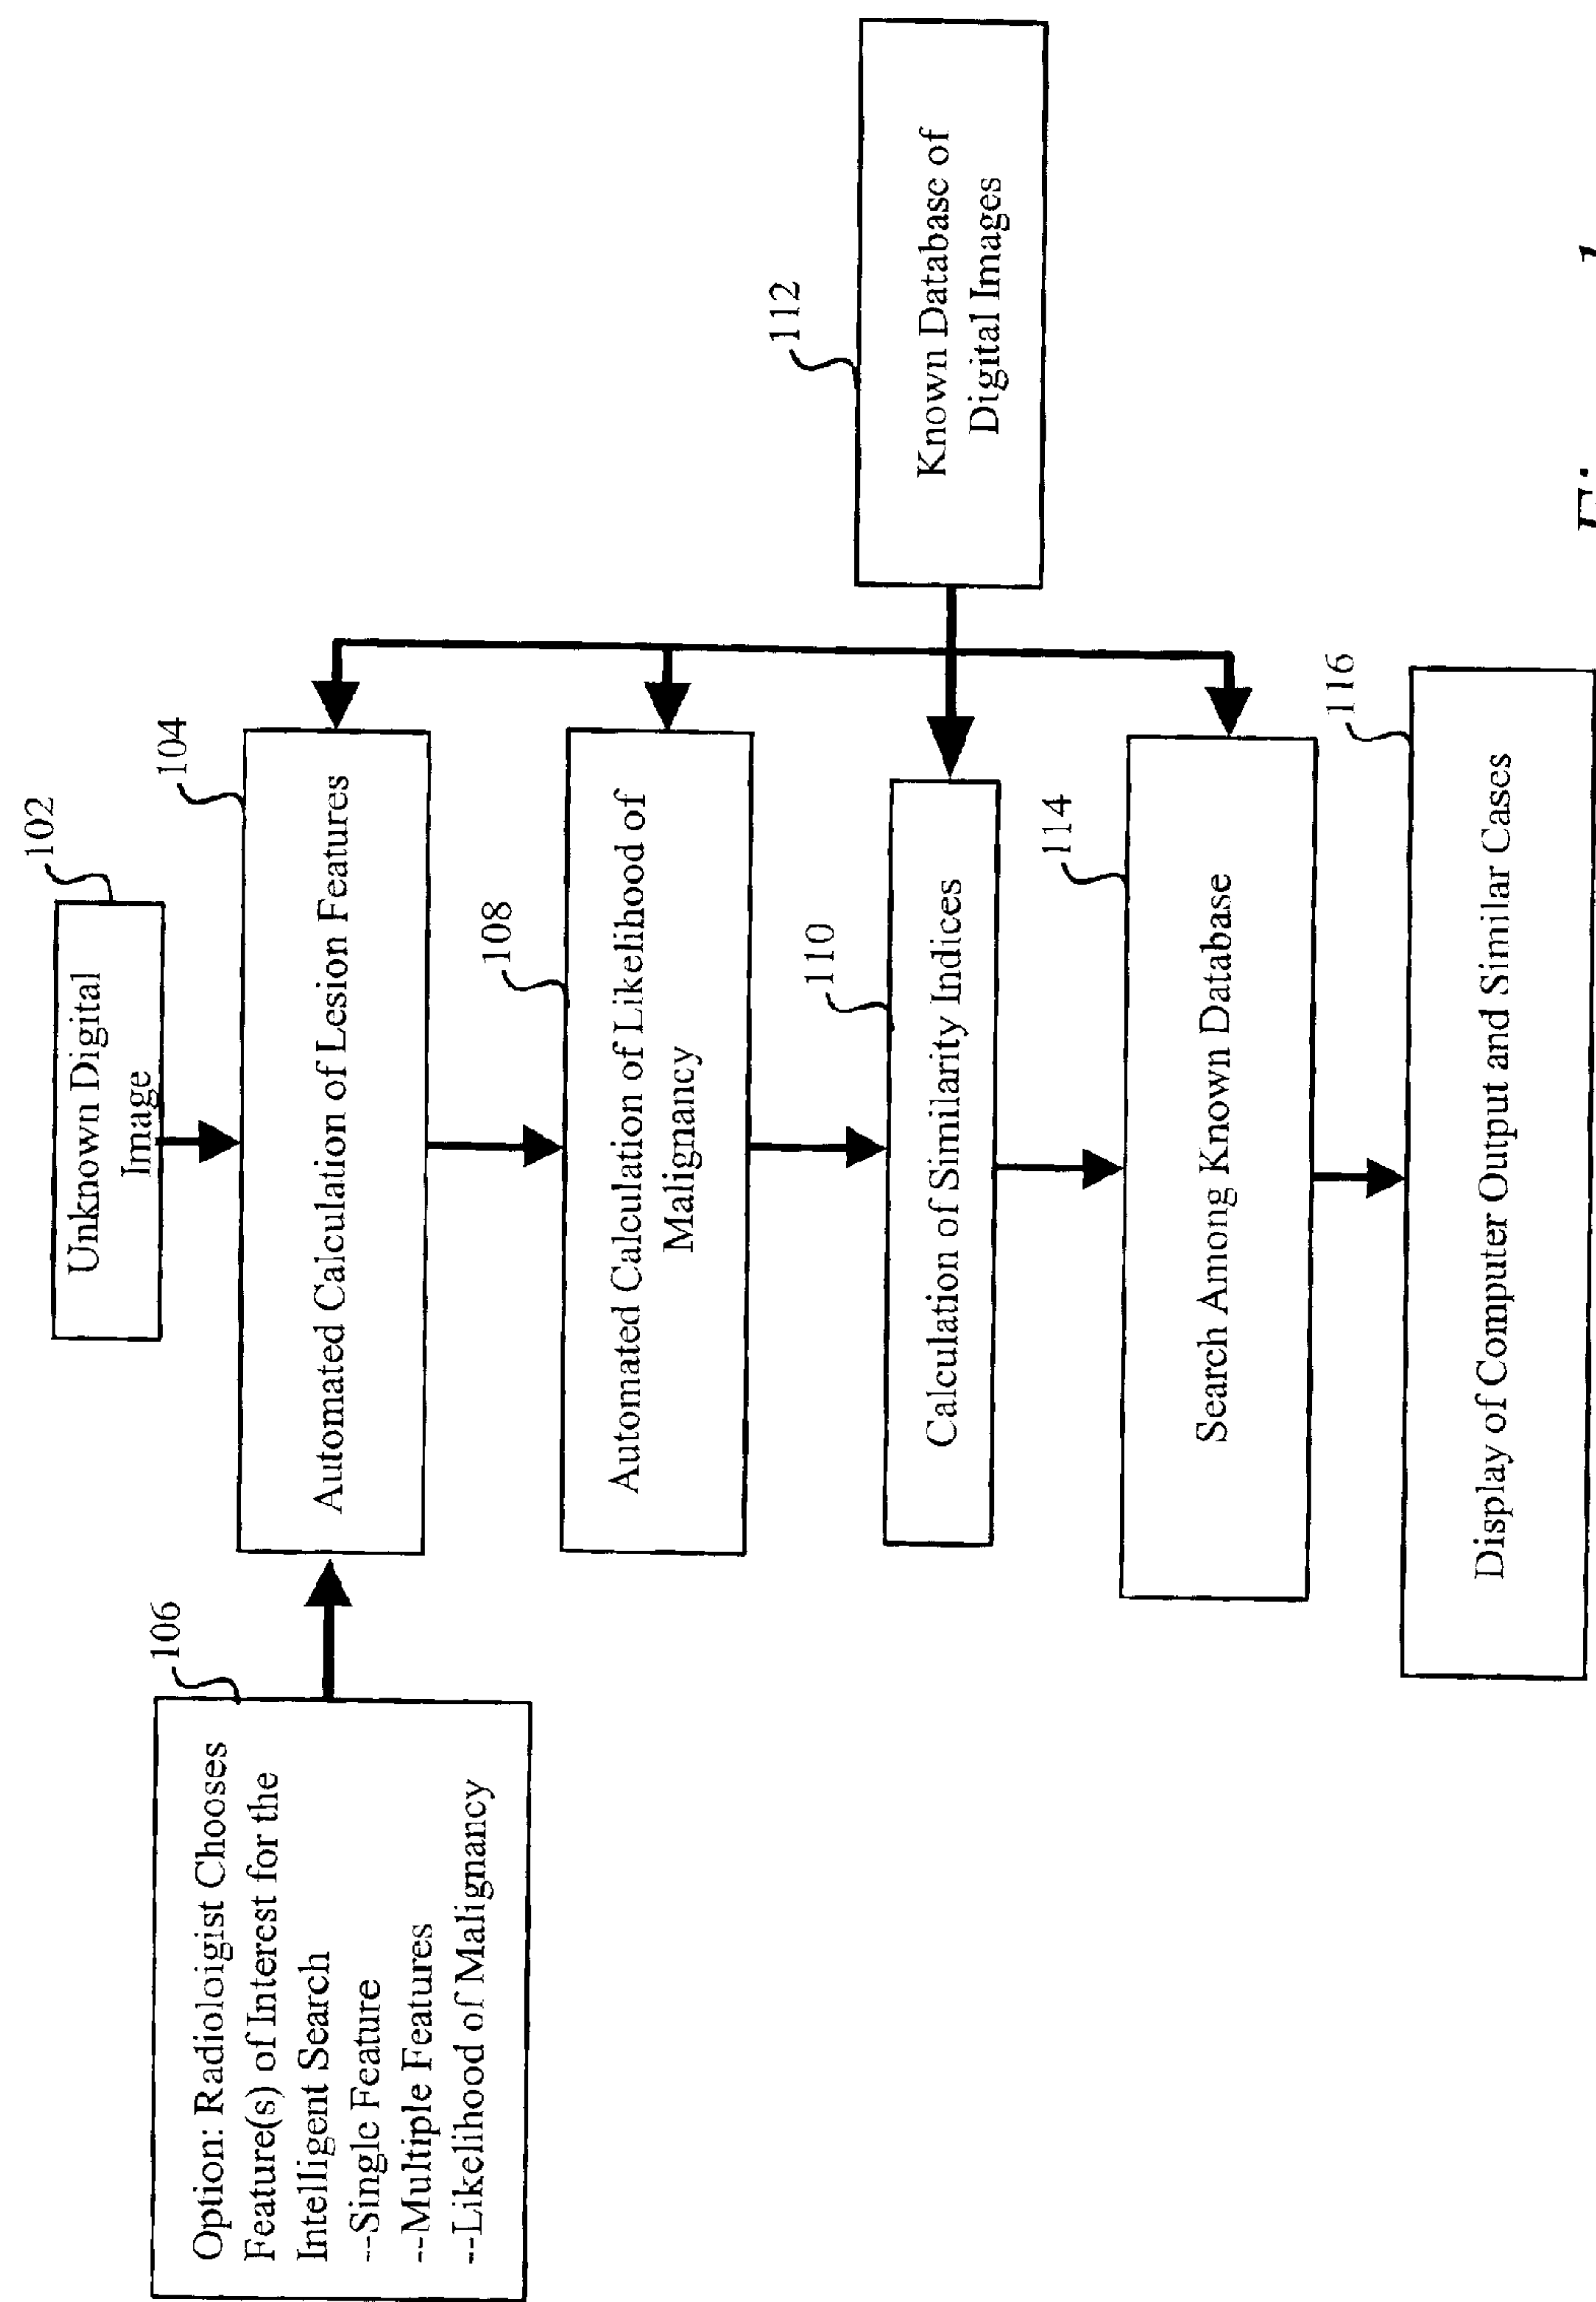 102
Unknown Digital
Image
104
Automated Calculation of Lesion Features
106
Option: Radioloigist Chooses
Feature(s) of Interest for the
Intelligent Search
--Single Feature
--Multiple Features
--Likelihood of Malignancy
108
Automated Calculation of Likelihood of
Malignancy
110
Calculation of Similarity Indices
112
Known Database of
Digital Images
114
Search Among Known Database
116
Display of Computer Output and Similar Cases